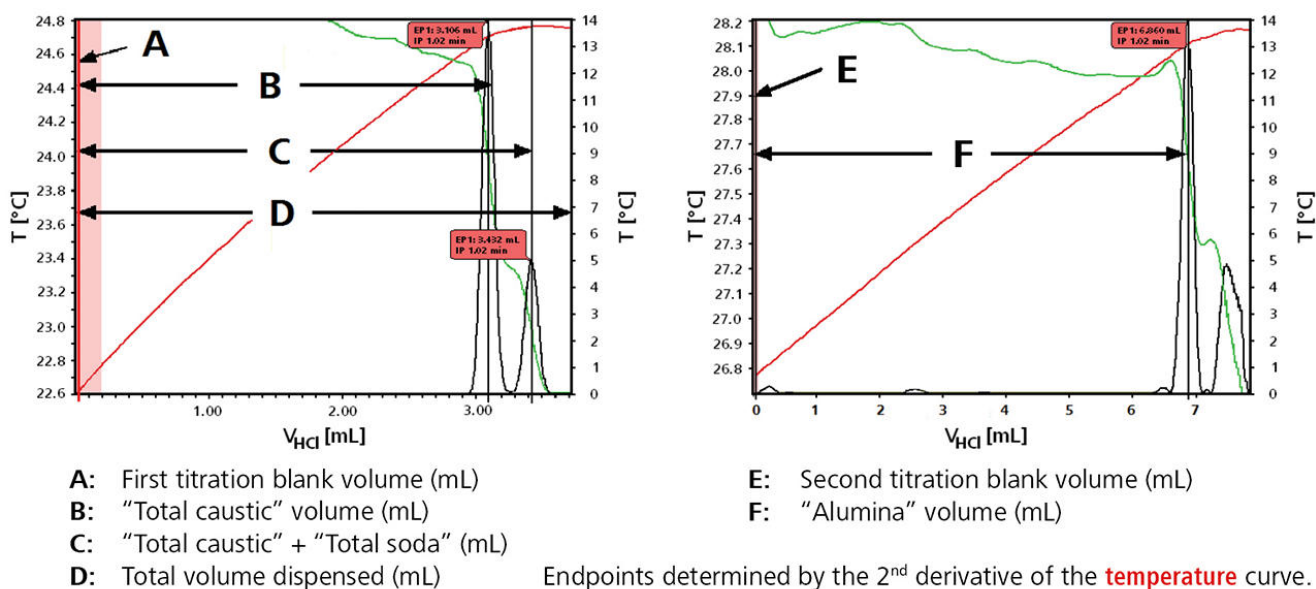 24.8
24.6
24.4
24.2
24.0
23.8
23.6
23.4
23.2
23.0
22.8
22.6
T [°C]
14
13
12
11
10
9
8
7
6
5
4
3
2
1
0
T [°C]
1.00
2.00
3.00
V HCl [mL]
EP1: 3.106 mL
IP 1.02 min
EP1: 3.432 mL
IP 1.02 min
A
B
C
D
28.2
28.1
28.0
27.9
27.8
27.7
27.6
27.5
27.4
27.3
27.2
27.1
27.0
26.9
26.8
T [°C]
14
13
12
11
10
9
8
7
6
5
4
3
2
1
0
T [°C]
0
1
2
3
4
5
6
7
V HCl [mL]
EP1: 6.860 mL
IP 1.02 min
E
F
A: First titration blank volume (mL)
B: “Total caustic” volume (mL)
C: “Total caustic” + “Total soda” (mL)
D: Total volume dispensed (mL)
E: Second titration blank volume (mL)
F: “Alumina” volume (mL)
Endpoints determined by the 2nd derivative of the temperature curve.